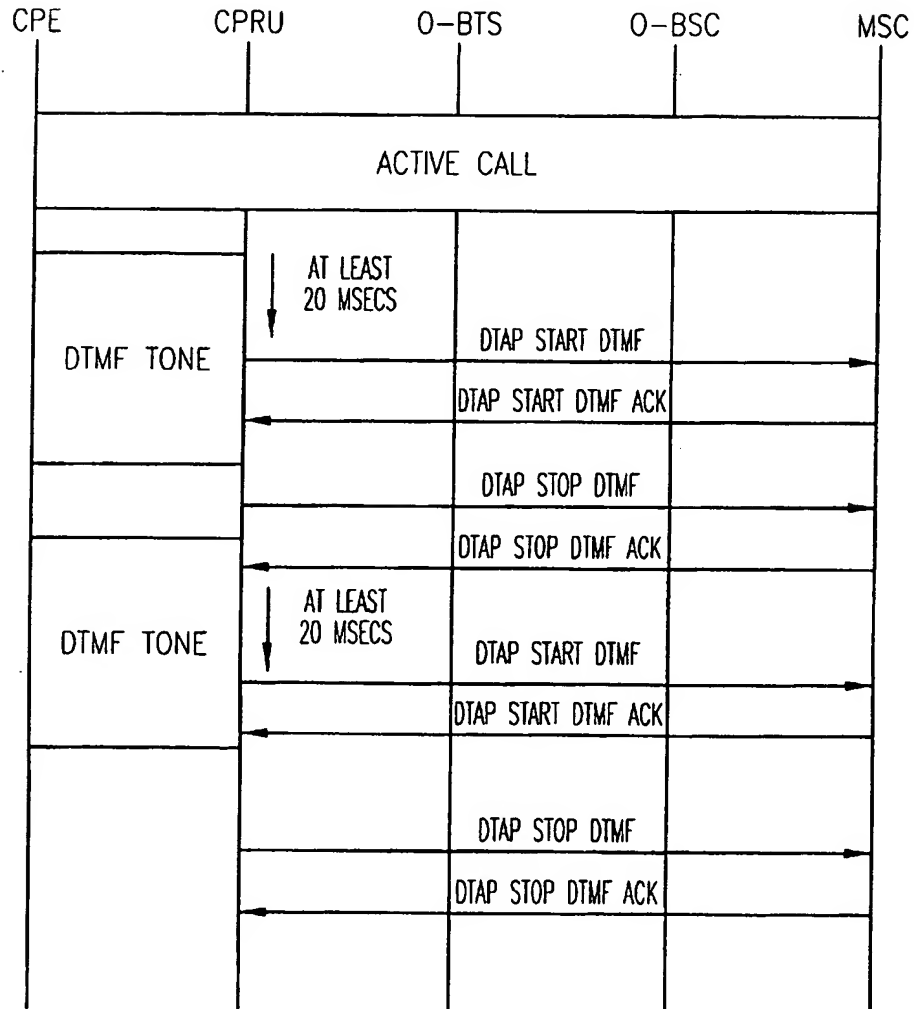 CPE CPRU O-BTS O-BSC MSC
ACTIVE CALL
AT LEAST
20 MSECS
DTMF TONE
DTAP START DTMF
DTAP START DTMF ACK
DTAP STOP DTMF
DTAP STOP DTMF ACK
AT LEAST
20 MSECS
DTMF TONE
DTAP START DTMF
DTAP START DTMF ACK
DTAP STOP DTMF
DTAP STOP DTMF ACK